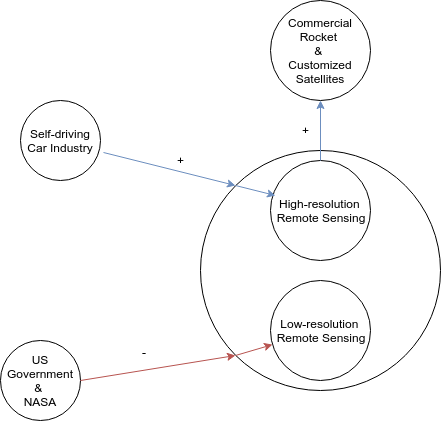 Commercial
Rocket
&
Customized
Satellites
+
Self-driving
Car Industry
+
High-resolution
Remote Sensing
Low-resolution
Remote Sensing
-
US
Government
&
NASA